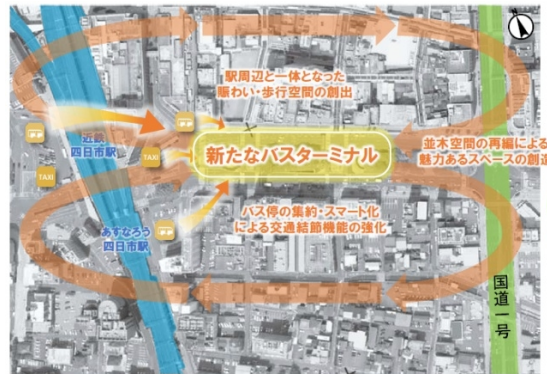 駅周辺と一体となった
賑わい・歩行空間の創出
近鉄
四日市駅
TAXI
TAXI
新たなバスターミナル
並木空間の再編による
魅力あるスペースの創造
バス停の集約・スマート化
による交通結節機能の強化
あすなろう
四日市駅
国道一号